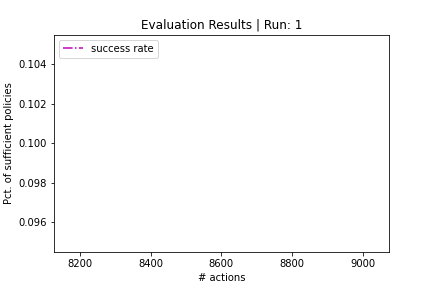 Evaluation Results | Run: 1
success rate
Pct. of sufficient policies
0.104
0.102
0.100
0.098
0.096
8200 8400 8600 8800 9000
# actions